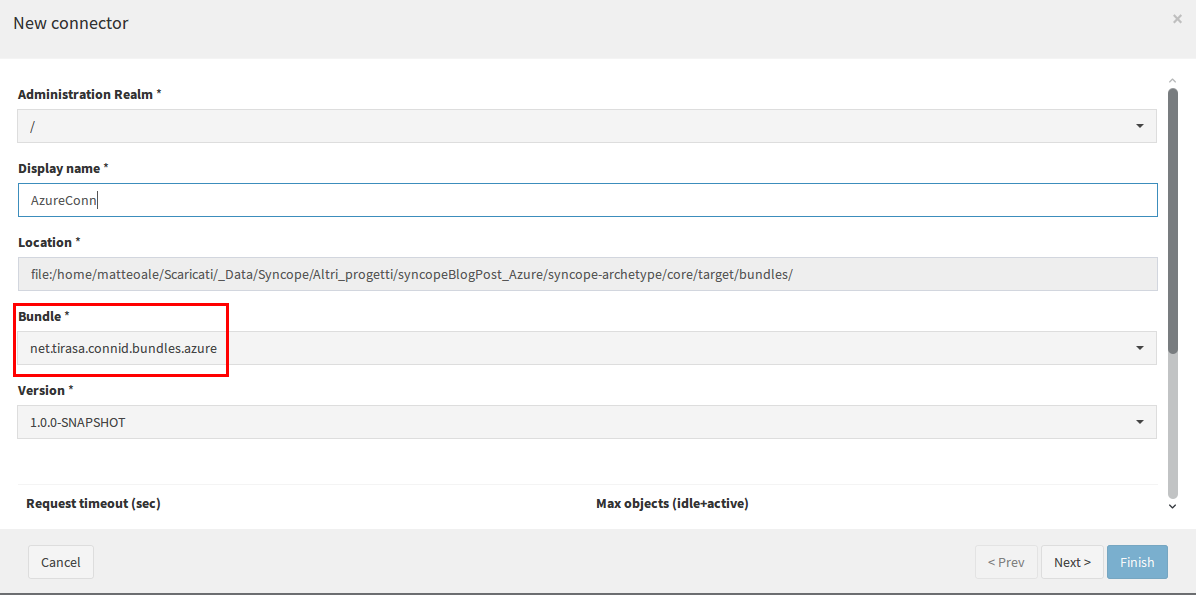 New connector
×
Administration Realm *
/
Display name *
AzureConn
Location *
file:/home/matteoale/Scaricati/_Data/Syncope/Altri_progetti/syncopeBlogPost_Azure/syncope-archetype/core/target/bundles/
Bundle *
net.tirasa.connid.bundles.azure
Version *
1.0.0-SNAPSHOT
Request timeout (sec) Max objects (idle+active)
Cancel < Prev Next > Finish